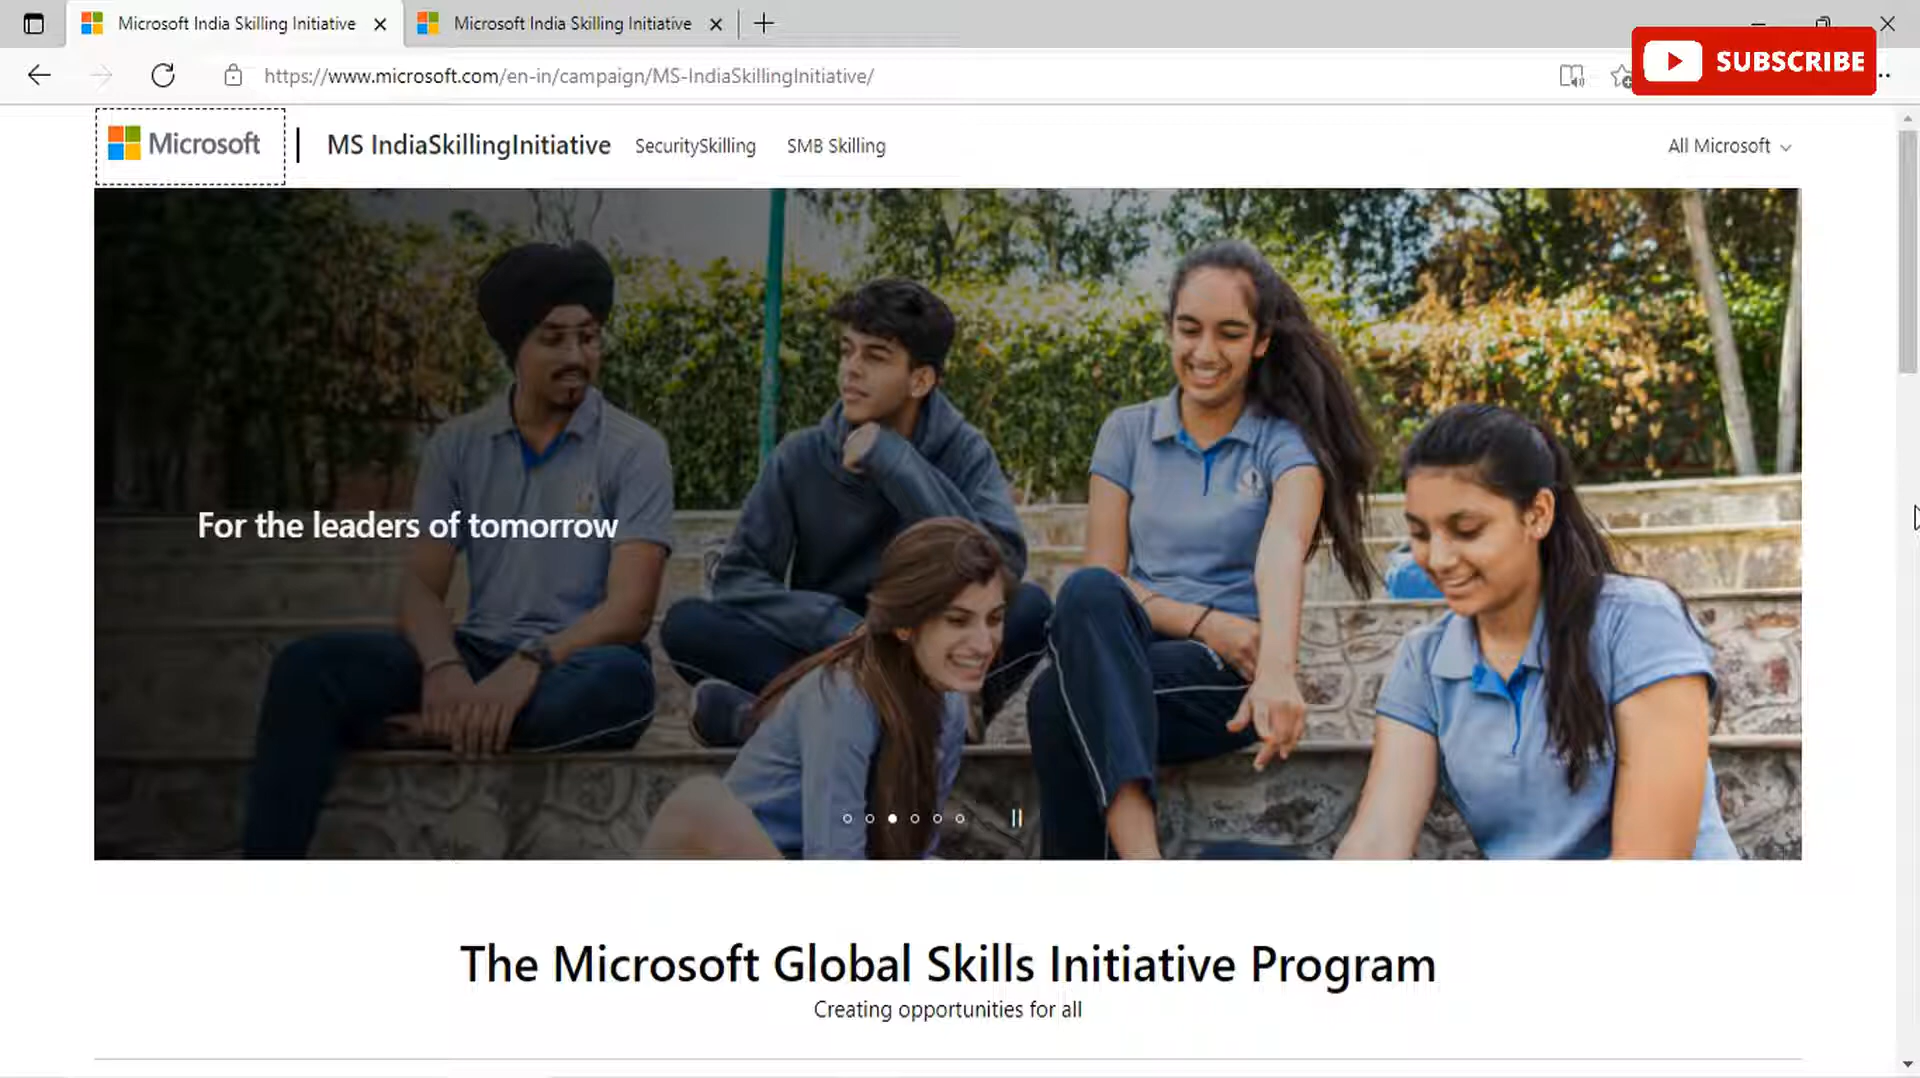 Microsoft India Skilling Initiative
Microsoft India Skilling Initiative
https://www.microsoft.com/en-in/campaign/MS-IndiaSkillingInitiative/
SUBSCRIBE
Microsoft
MS IndiaSkillingInitiative
SecuritySkilling
SMB Skilling
All Microsoft
For the leaders of tomorrow
The Microsoft Global Skills Initiative Program
Creating opportunities for all